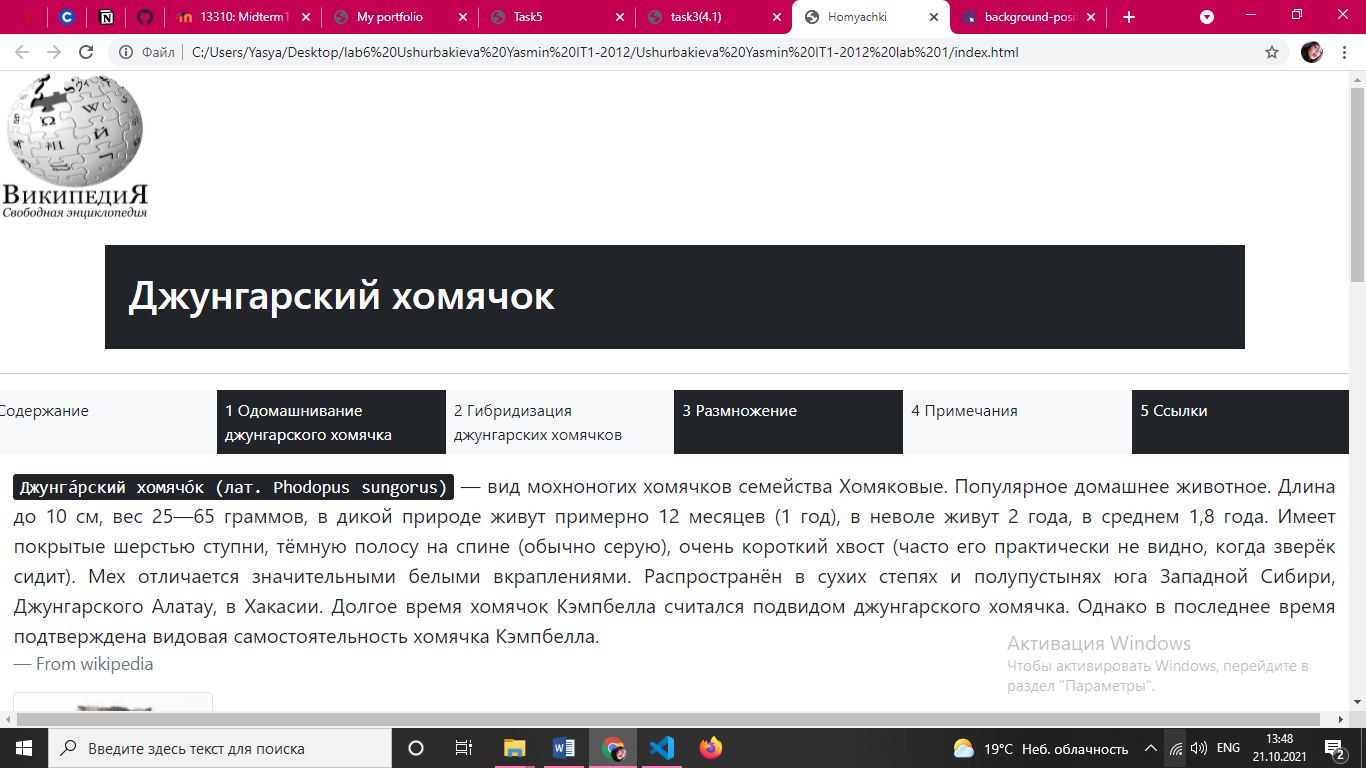 13310: Midterm1
My portfolio
Task5
task3(4.1)
Homyachki
background-posit
Файл
C:/Users/Yasya/Desktop/lab6%20Ushurbakieva%20Yasmin%20IT1-2012/Ushurbakieva%20Yasmin%20IT1-2012%20lab%201/index.html
ВИКИПЕДИЯ
Свободная энциклопедия
Джунгарский хомячок
Содержание
1 Одомашнивание
джунгарского хомячка
2 Гибридизация
джунгарских хомячков
3 Размножение
4 Примечания
5 Ссылки
Джунга́рский хомячо́к (лат. Phodopus sungorus) — вид мохноногих хомячков семейства Хомяковые. Популярное домашнее животное. Длина
до 10 см, вес 25—65 граммов, в дикой природе живут примерно 12 месяцев (1 год), в неволе живут 2 года, в среднем 1,8 года. Имеет
покрытые шерстью ступни, тёмную полосу на спине (обычно серую), очень короткий хвост (часто его практически не видно, когда зверёк
сидит). Мех отличается значительными белыми вкраплениями. Распространён в сухих степях и полупустынях юга Западной Сибири,
Джунгарского Алатау, в Хакасии. Долгое время хомячок Кэмпбелла считался подвидом джунгарского хомячка. Однако в последнее время
подтверждена видовая самостоятельность хомячка Кэмпбелла.
— From wikipedia
Активация Windows
Чтобы активировать Windows, перейдите в
раздел "Параметры".
Введите здесь текст для поиска
19°C Неб. облачность
ENG
13:48
21.10.2021
2